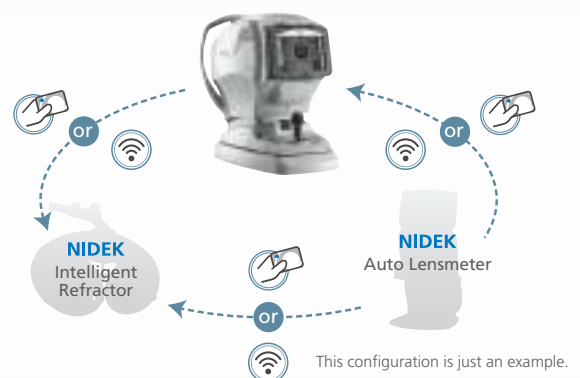 or
or
NIDEK
Intelligent
Refractor
NIDEK
Auto Lensmeter
or
This configuration is just an example.